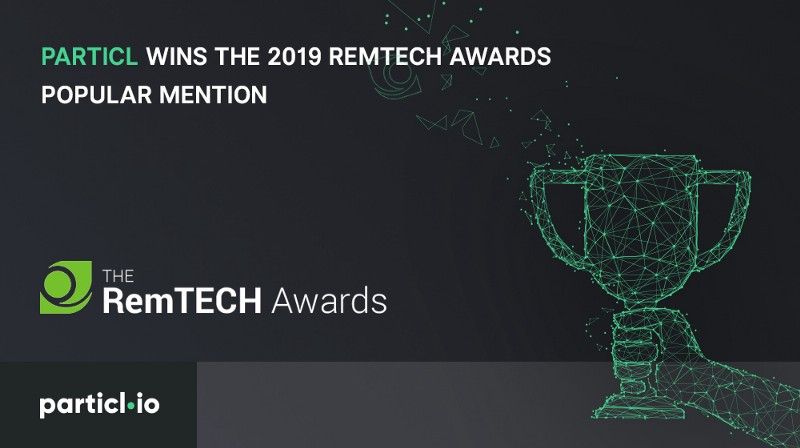 PARTICL WINS THE 2019 REMTECH AWARDS
POPULAR MENTION
THE
RemTECH Awards
particl.io